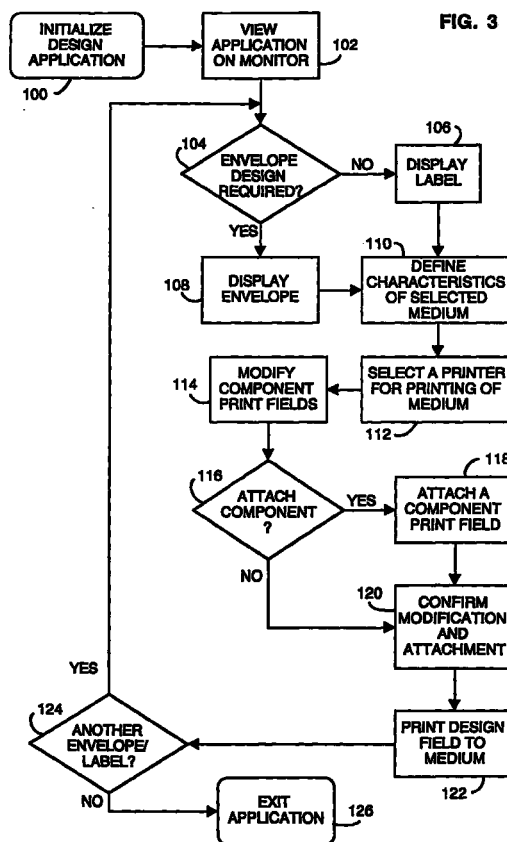 FIG. 3
INITIALIZE
DESIGN
APPLICATION
100
VIEW
APPLICATION
ON MONITOR
102
104
ENVELOPE
DESIGN
REQUIRED?
NO
YES
106
DISPLAY
LABEL
108
DISPLAY
ENVELOPE
110
DEFINE
CHARACTERISTICS
OF SELECTED
MEDIUM
SELECT A PRINTER
FOR PRINTING OF
MEDIUM
112
114
MODIFY
COMPONENT
PRINT FIELDS
116
ATTACH
COMPONENT
?
YES
NO
118
ATTACH A
COMPONENT
PRINT FIELD
120
CONFIRM
MODIFICATION
AND
ATTACHMENT
PRINT DESIGN
FIELD TO
MEDIUM
122
YES
124
ANOTHER
ENVELOPE/
LABEL?
NO
EXIT
APPLICATION
126